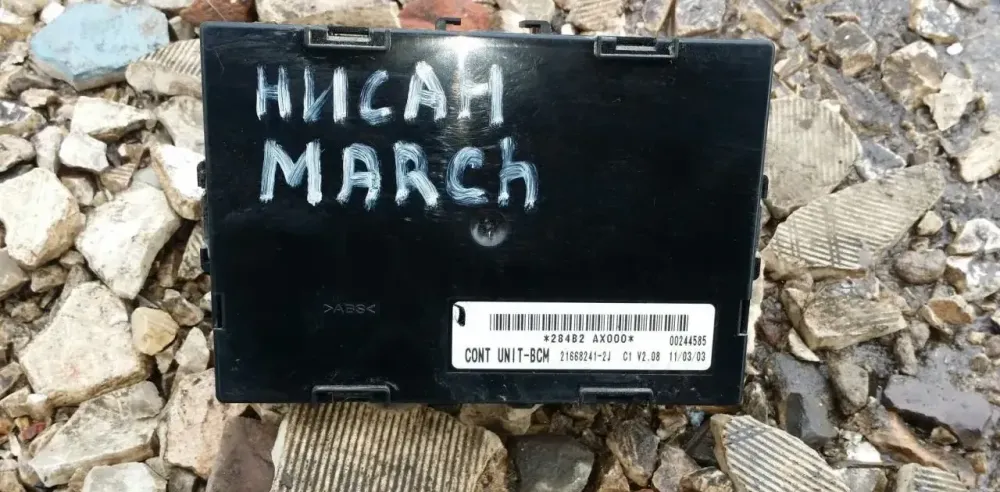 НИСАН
MARCh
>ABS<
*284B2 AX000* 00244585
CONT UNIT-BCM 21668241-2J C1 V2.08 11/03/03